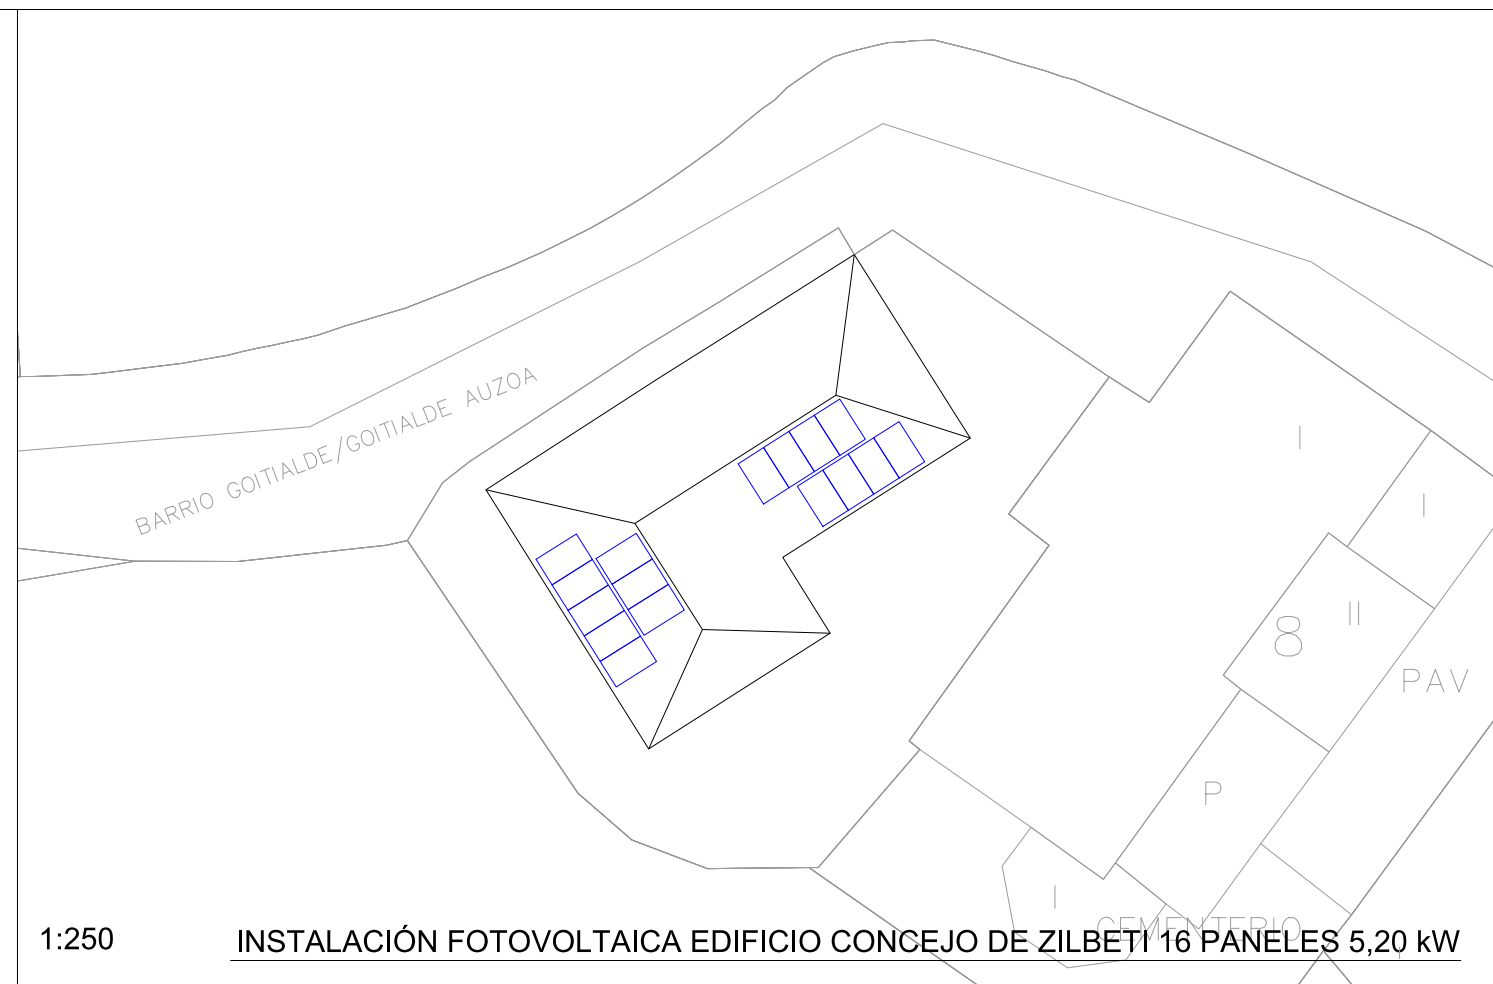 BARRIO GOITIALDE/GOITIALDE AUZOA
I
I
II
8
PAV
P
I
CEMENTERIO
I
1:250
INSTALACIÓN FOTOVOLTAICA EDIFICIO CONCEJO DE ZILBETI 16 PANELES 5,20 kW